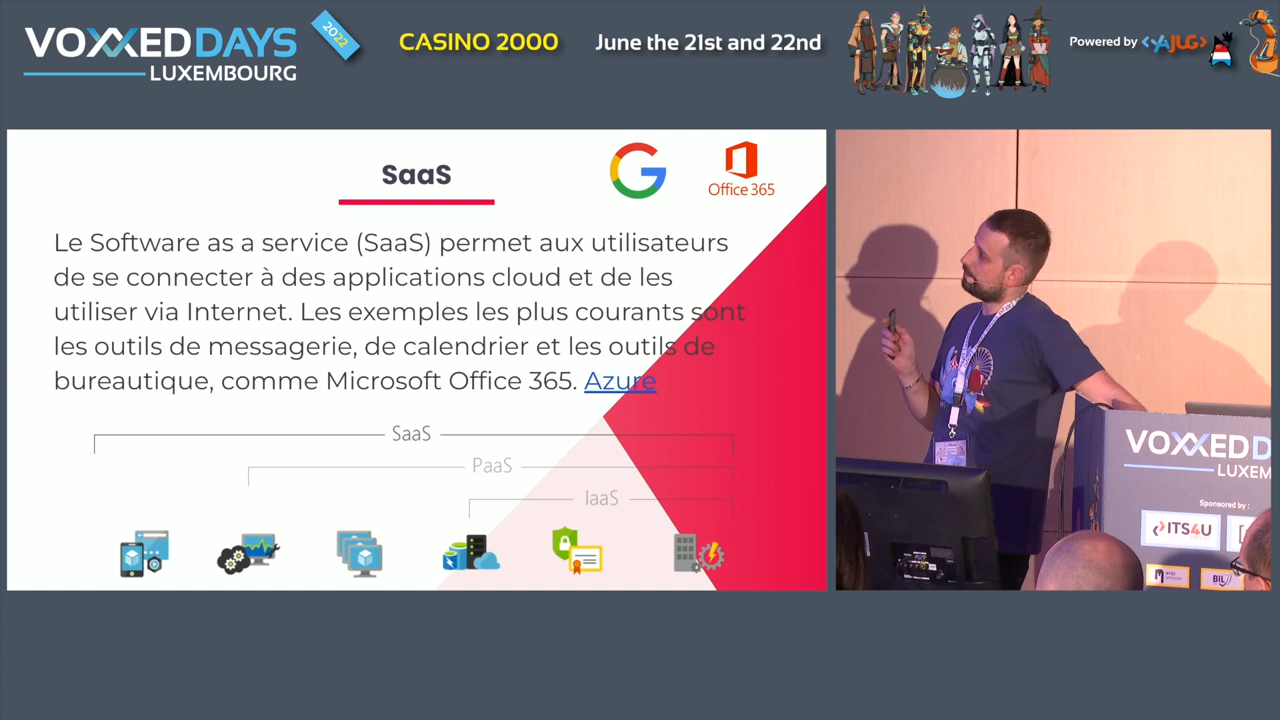 VOXXEDDAYS
LUXEMBOURG
2022
CASINO 2000
June the 21st and 22nd
Powered by <YAJUG>
SaaS
Office 365
Le Software as a service (SaaS) permet aux utilisateurs
de se connecter à des applications cloud et de les
utiliser via Internet. Les exemples les plus courants sont
les outils de messagerie, de calendrier et les outils de
bureautique, comme Microsoft Office 365. Azure
SaaS
PaaS
IaaS
VOXXEDD
LUXEM
Sponsored by :
ITS4U
BIL